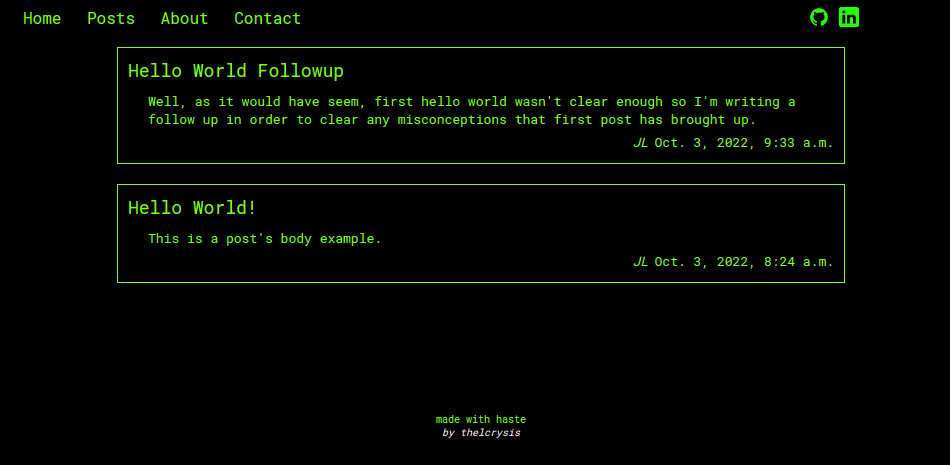 Home Posts About Contact
Hello World Followup
Well, as it would have seem, first hello world wasn't clear enough so I'm writing a
follow up in order to clear any misconceptions that first post has brought up.
JL Oct. 3, 2022, 9:33 a.m.
Hello World!
This is a post's body example.
JL Oct. 3, 2022, 8:24 a.m.
made with haste
by thelcrysis